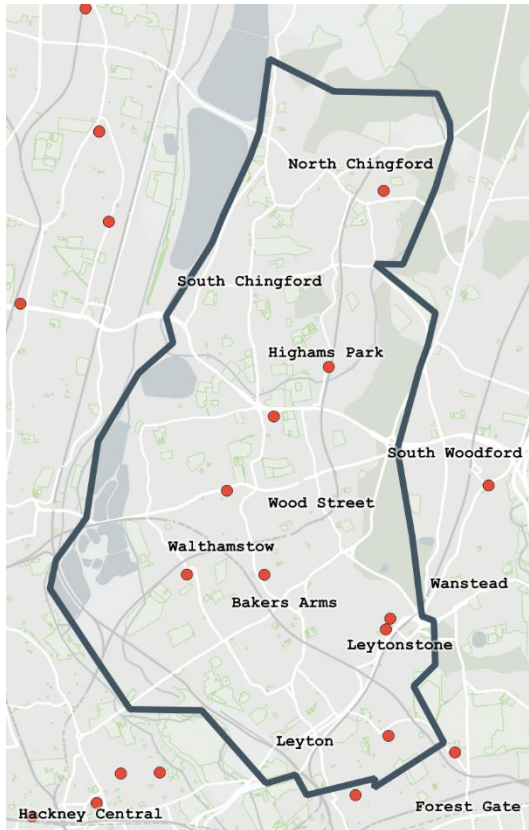 North Chingford
South Chingford
Highams Park
South Woodford
Wood Street
Walthamstow
Wanstead
Bakers Arms
Leytonstone
Leyton
Forest Gate
Hackney Central